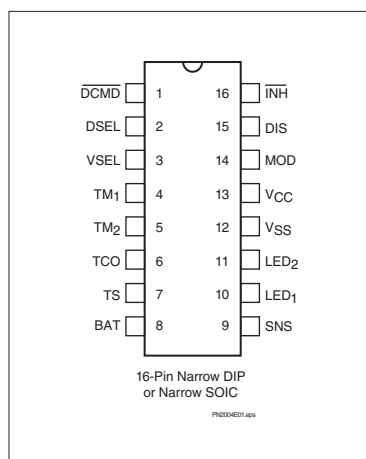 DCMD 1 16 INH
DSEL 2 15 DIS
VSEL 3 14 MOD
TM1 4 13 VCC
TM2 5 12 VSS
TCO 6 11 LED2
TS 7 10 LED1
BAT 8 9 SNS
16-Pin Narrow DIP
or Narrow SOIC
PN2004E01.eps